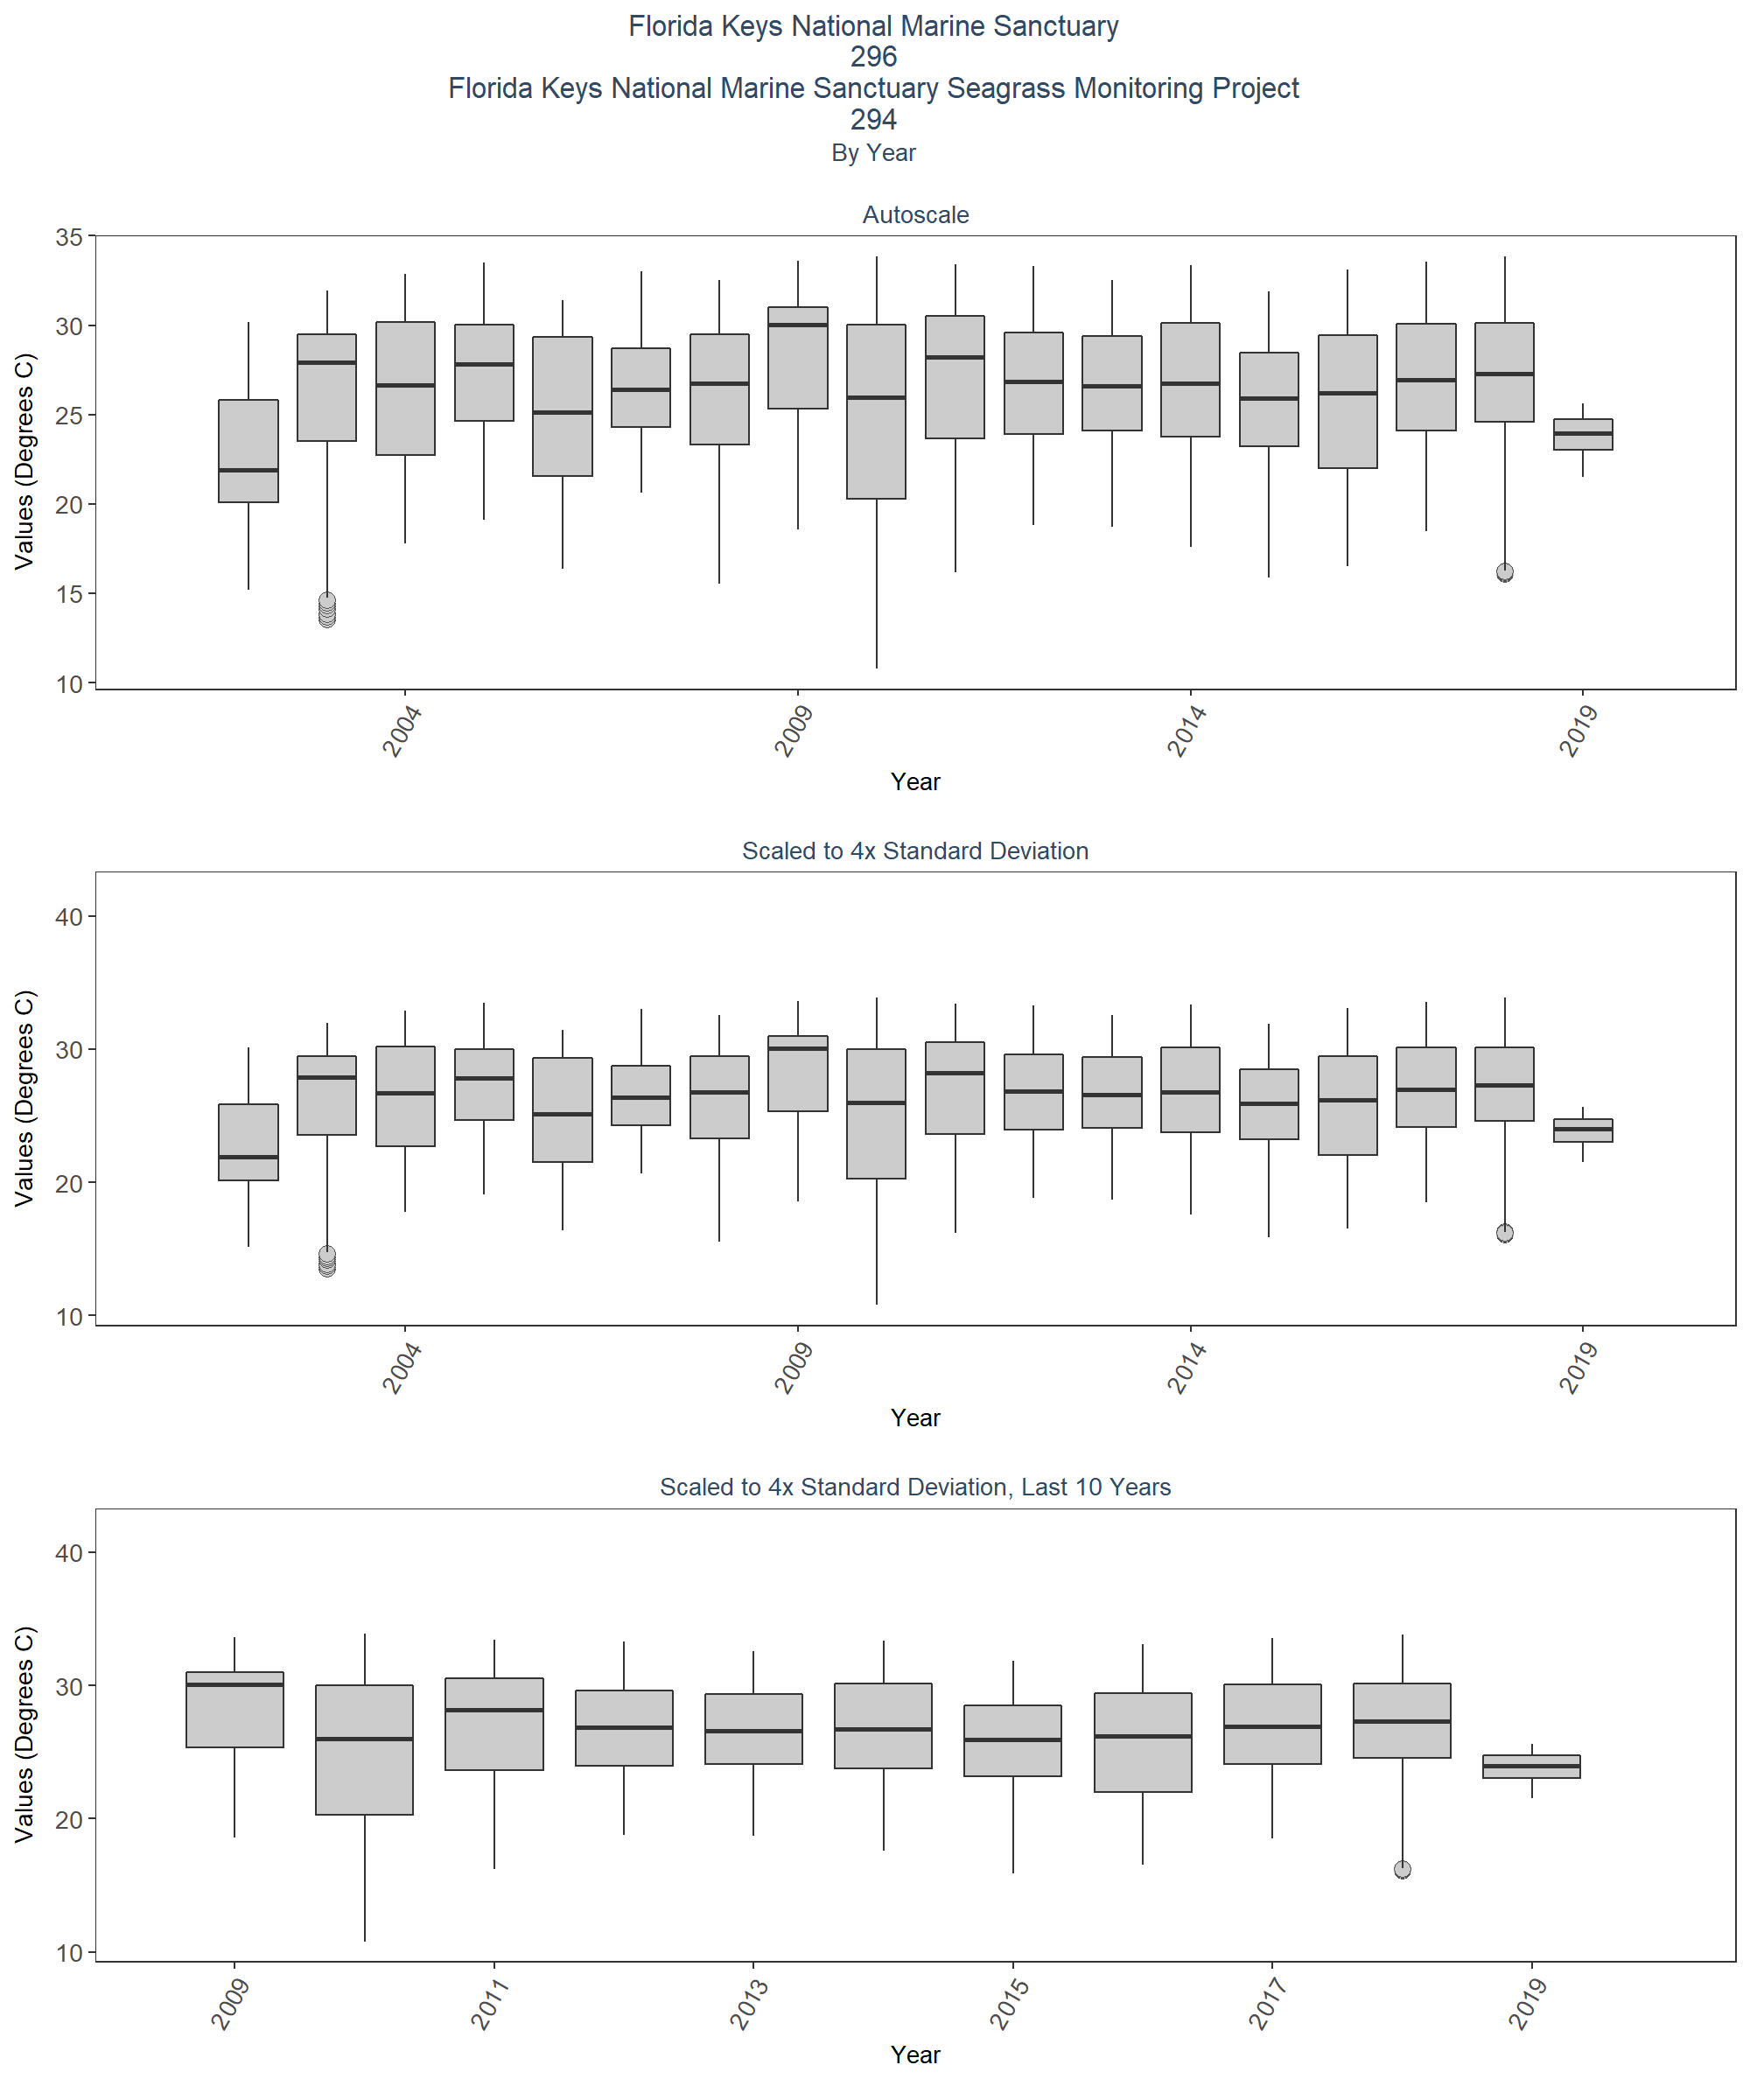 Florida Keys National Marine Sanctuary
296
Florida Keys National Marine Sanctuary Seagrass Monitoring Project
294
By Year
Autoscale
35
30
25
20
15
10
Values (Degrees C)
2004
2009
2014
2019
Year
Scaled to 4x Standard Deviation
40
30
20
10
Values (Degrees C)
2004
2009
2014
2019
Year
Scaled to 4x Standard Deviation, Last 10 Years
40
30
20
10
Values (Degrees C)
2009
2011
2013
2015
2017
2019
Year